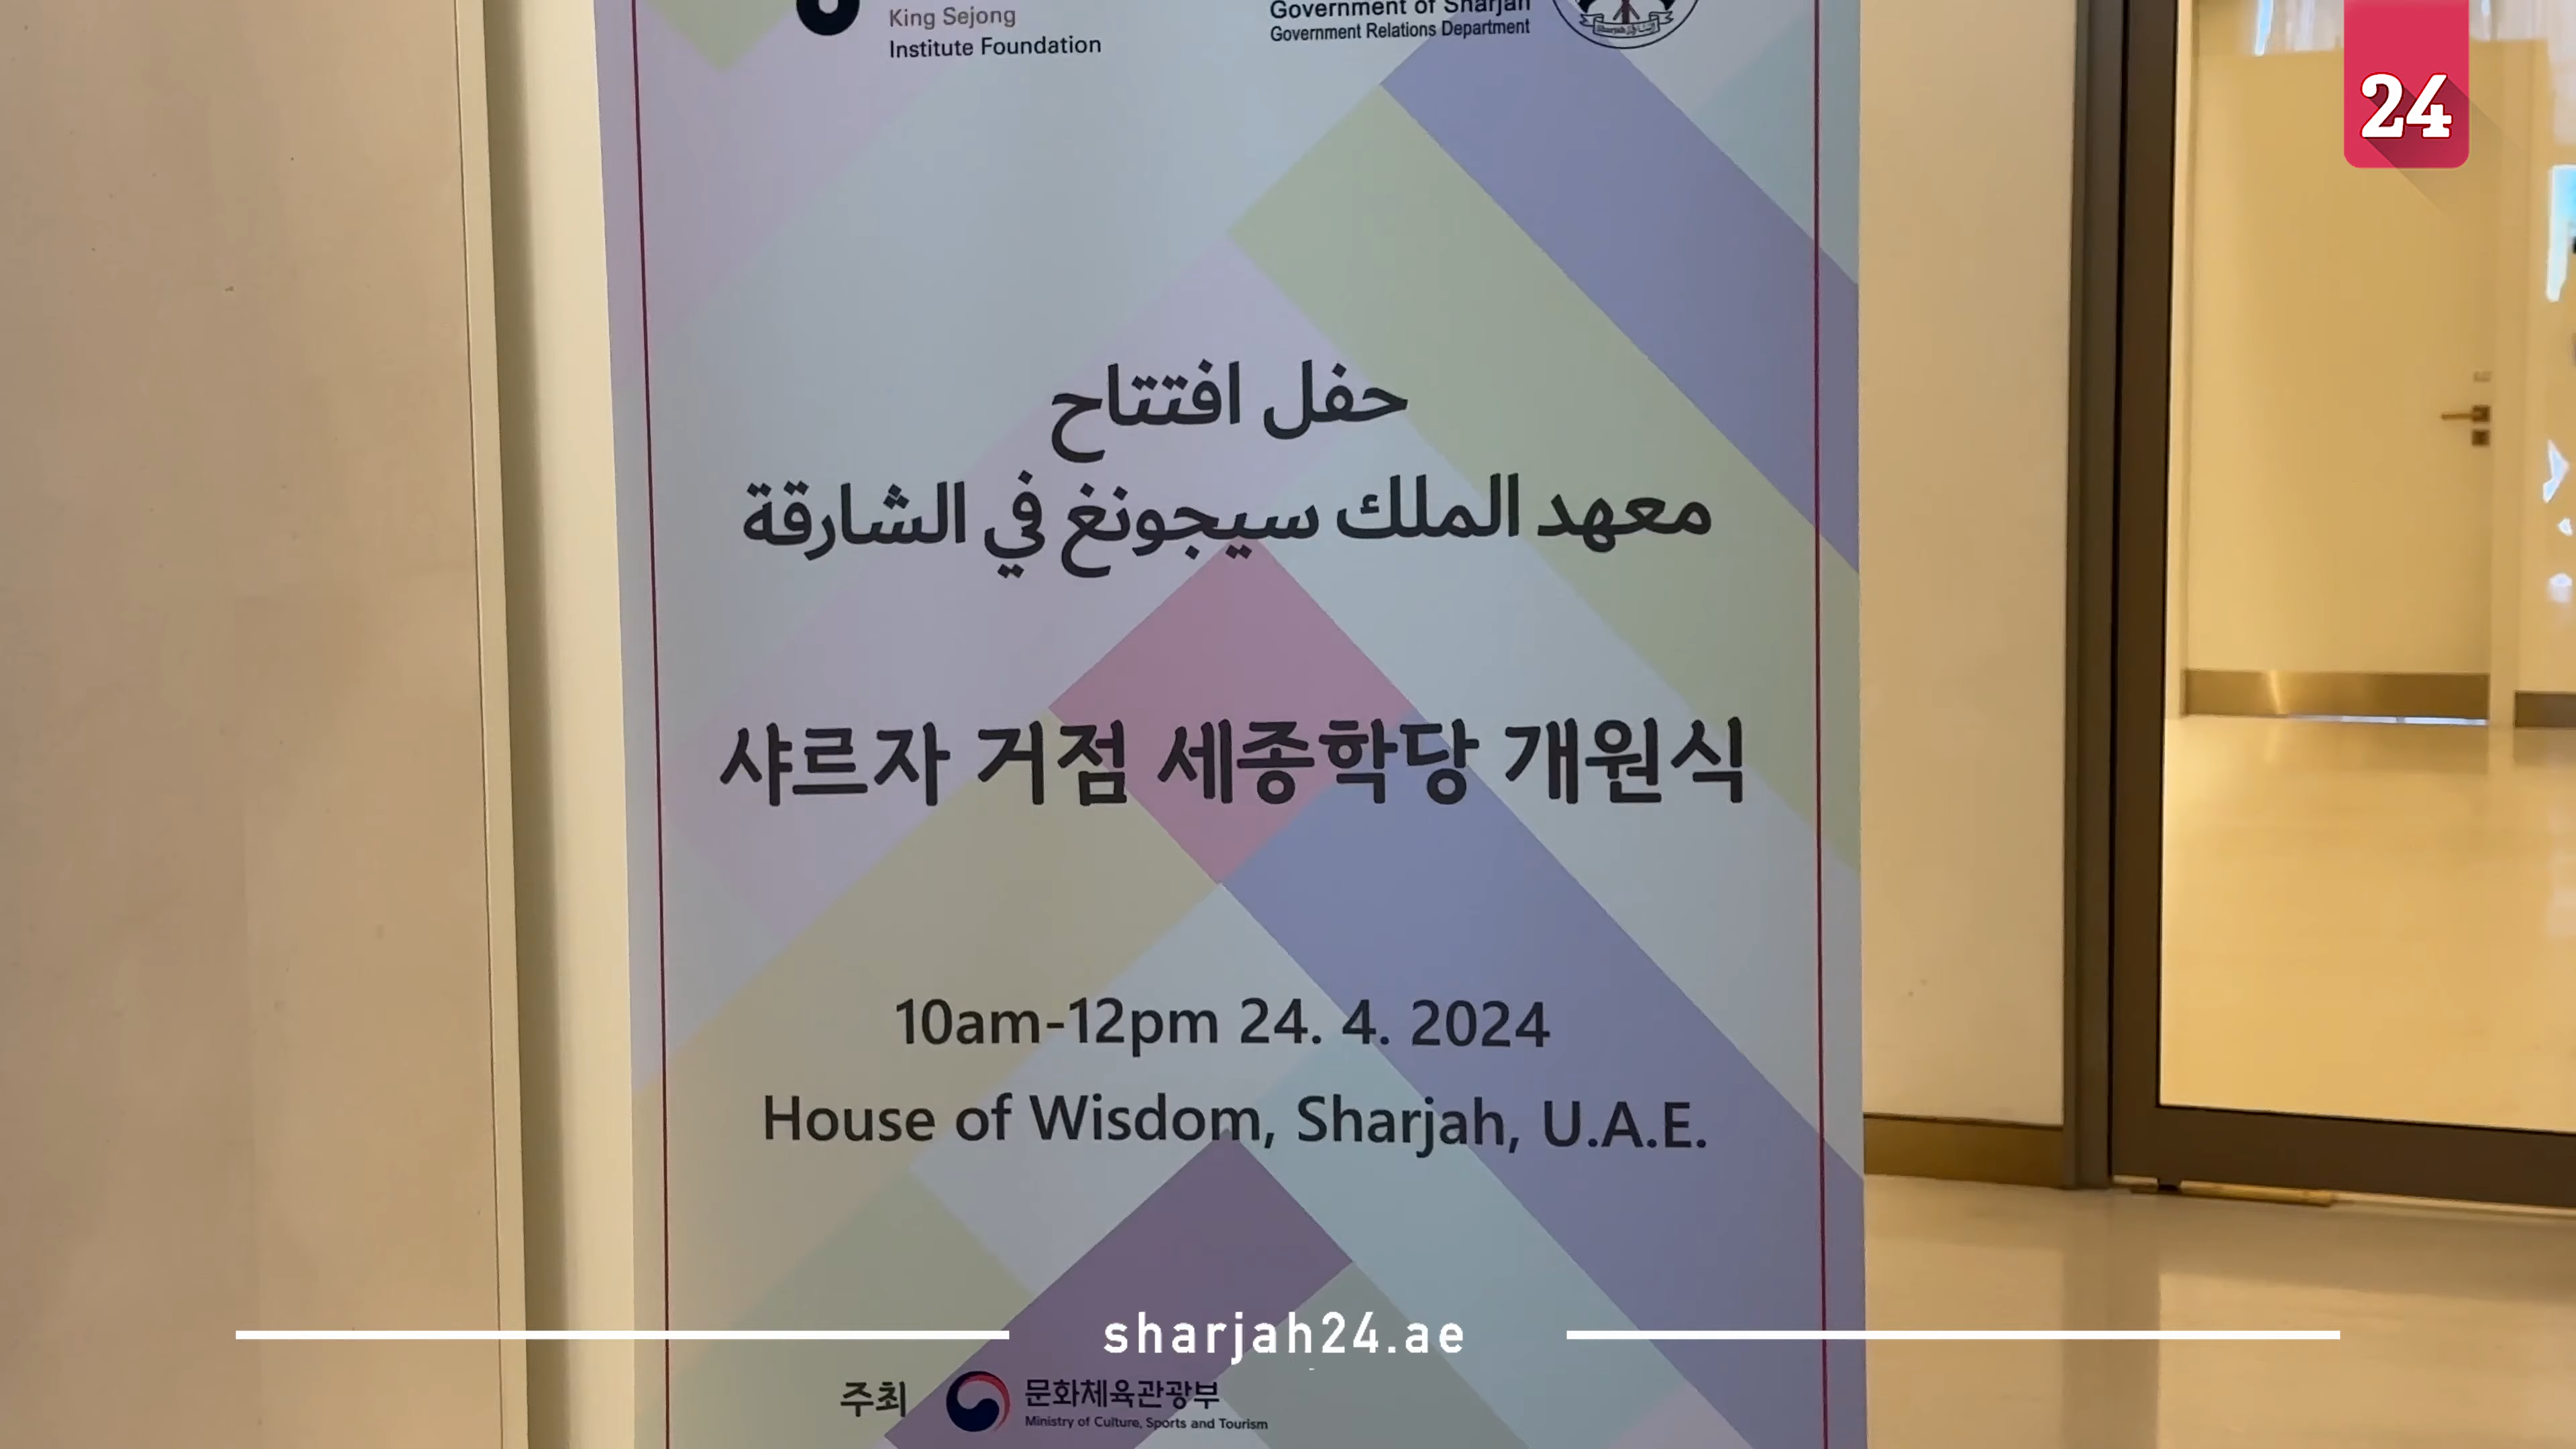 King Sejong
Institute Foundation
Government of Sharjah
Government Relations Department
24
حفل افتتاح
معهد الملك سيجونغ في الشارقة
샤르자 거점 세종학당 개원식
10am-12pm 24. 4. 2024
House of Wisdom, Sharjah, U.A.E.
sharjah24.ae
주최
문화체육관광부
Ministry of Culture, Sports and Tourism